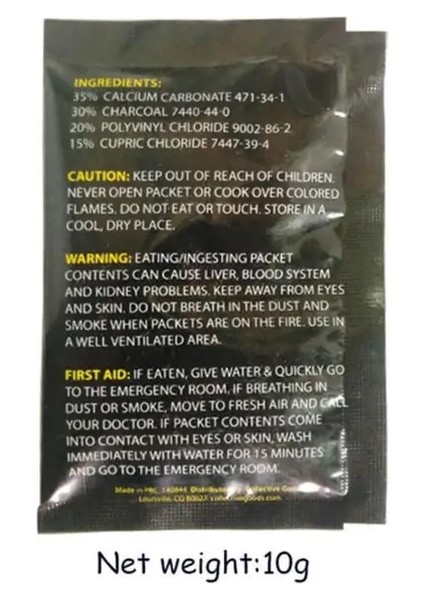 INGREDIENTS:
35% CALCIUM CARBONATE 471-34-1
30% CHARCOAL 7440-44-0
20% POLYVINYL CHLORIDE 9002-86-2
15% CUPRIC CHLORIDE 7447-39-4
CAUTION: KEEP OUT OF REACH OF CHILDREN.
NEVER OPEN PACKET OR COOK OVER COLORED
FLAMES. DO NOT EAT OR TOUCH. STORE IN A
COOL, DRY PLACE.
WARNING: EATING/INGESTING PACKET
CONTENTS CAN CAUSE LIVER, BLOOD SYSTEM
AND KIDNEY PROBLEMS. KEEP AWAY FROM EYES
AND SKIN. DO NOT BREATH IN THE DUST AND
SMOKE WHEN PACKETS ARE ON THE FIRE. USE IN
A WELL VENTILATED AREA.
FIRST AID: IF EATEN, GIVE WATER & QUICKLY GO
TO THE EMERGENCY ROOM. IF BREATHING IN
DUST OR SMOKE, MOVE TO FRESH AIR AND CALL
YOUR DOCTOR. IF PACKET CONTENTS COME
INTO CONTACT WITH EYES OR SKIN, WASH
IMMEDIATELY WITH WATER FOR 15 MINUTES
AND GO TO THE EMERGENCY ROOM.
Made in PRC
CO
Net weight:10g